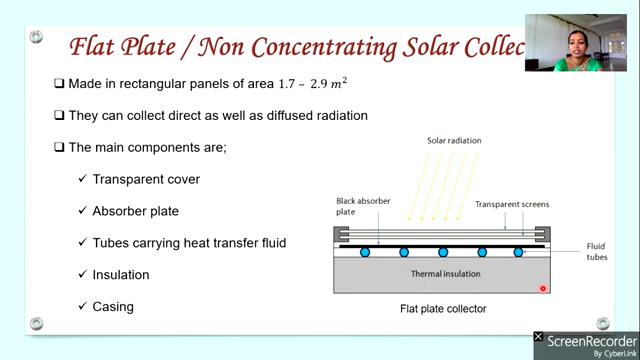 Flat Plate / Non Concentrating Solar Collec
❑ Made in rectangular panels of area 1.7 – 2.9 m²
❑ They can collect direct as well as diffused radiation
❑ The main components are;
✓ Transparent cover
✓ Absorber plate
✓ Tubes carrying heat transfer fluid
✓ Insulation
✓ Casing
Solar radiation
Black absorber
plate
Transparent screens
Fluid
tubes
Thermal insulation
Flat plate collector
ScreenRecorder
By CyberLink